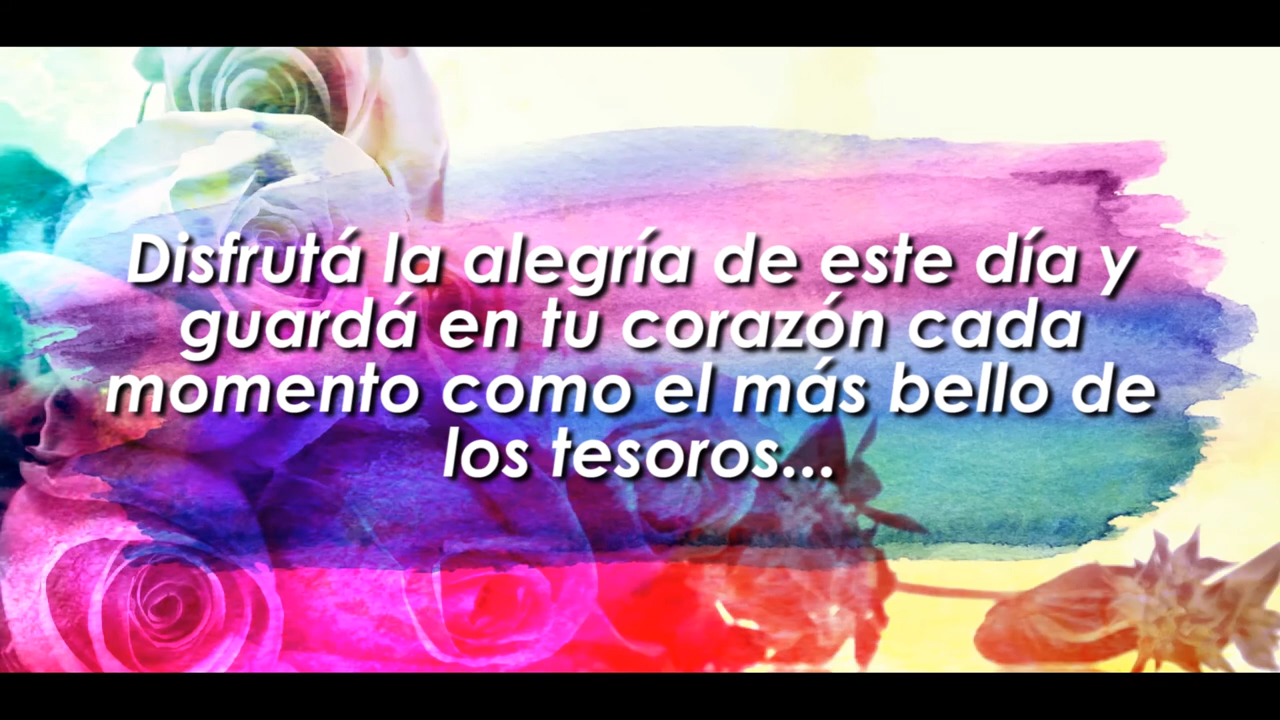 Disfrutá la alegría de este día y
guardá en tu corazón cada
momento como el más bello de
los tesoros...